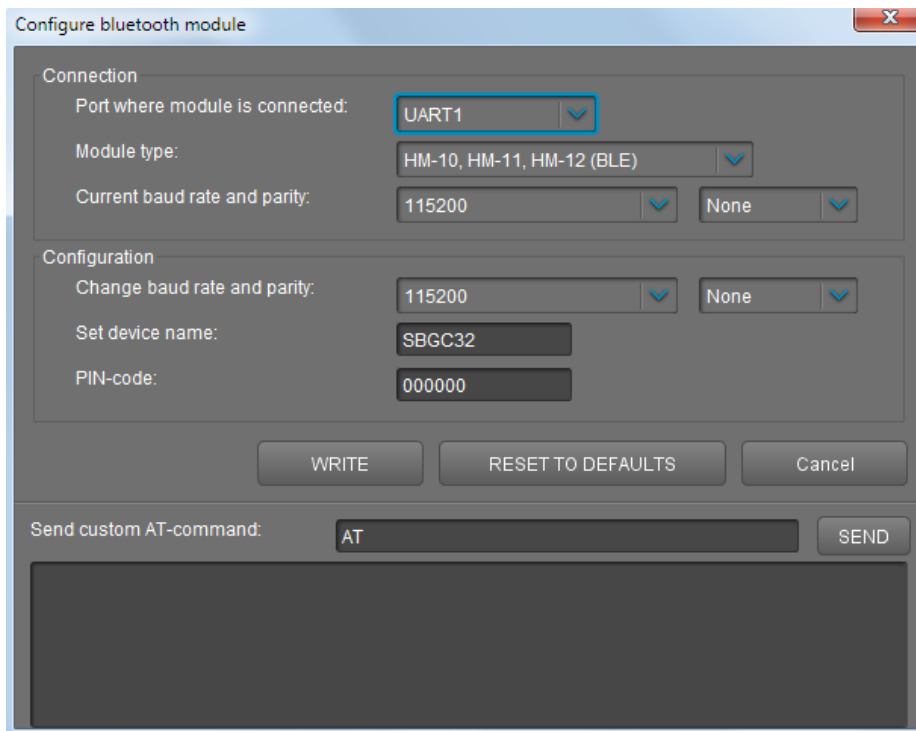 Configure bluetooth module
x
Connection
Port where module is connected: UART1
Module type: HM-10, HM-11, HM-12 (BLE)
Current baud rate and parity: 115200 None
Configuration
Change baud rate and parity: 115200 None
Set device name: SBGC32
PIN-code: 000000
WRITE RESET TO DEFAULTS Cancel
Send custom AT-command: AT SEND